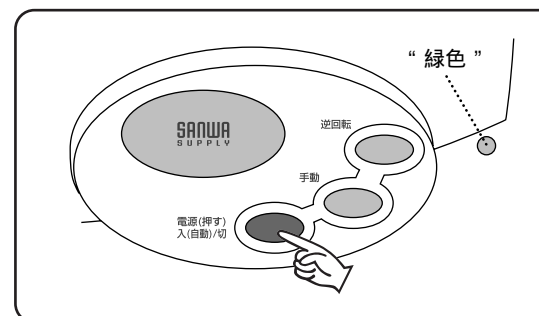 “ 緑色 ”
SANWA
SUPPLY
逆回転
手動
電源(押す)
入(自動)/切